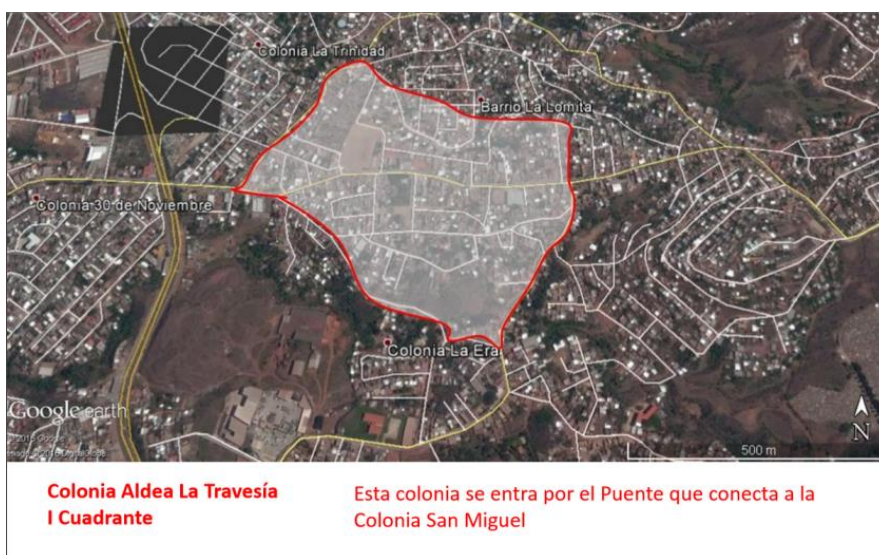 Colonia La Trinidad
Barrio La Lomita
Colonia 30 de Noviembre
Colonia La Era
Google earth
N
500 m
Colonia Aldea La Travesía
I Cuadrante
Esta colonia se entra por el Puente que conecta a la
Colonia San Miguel